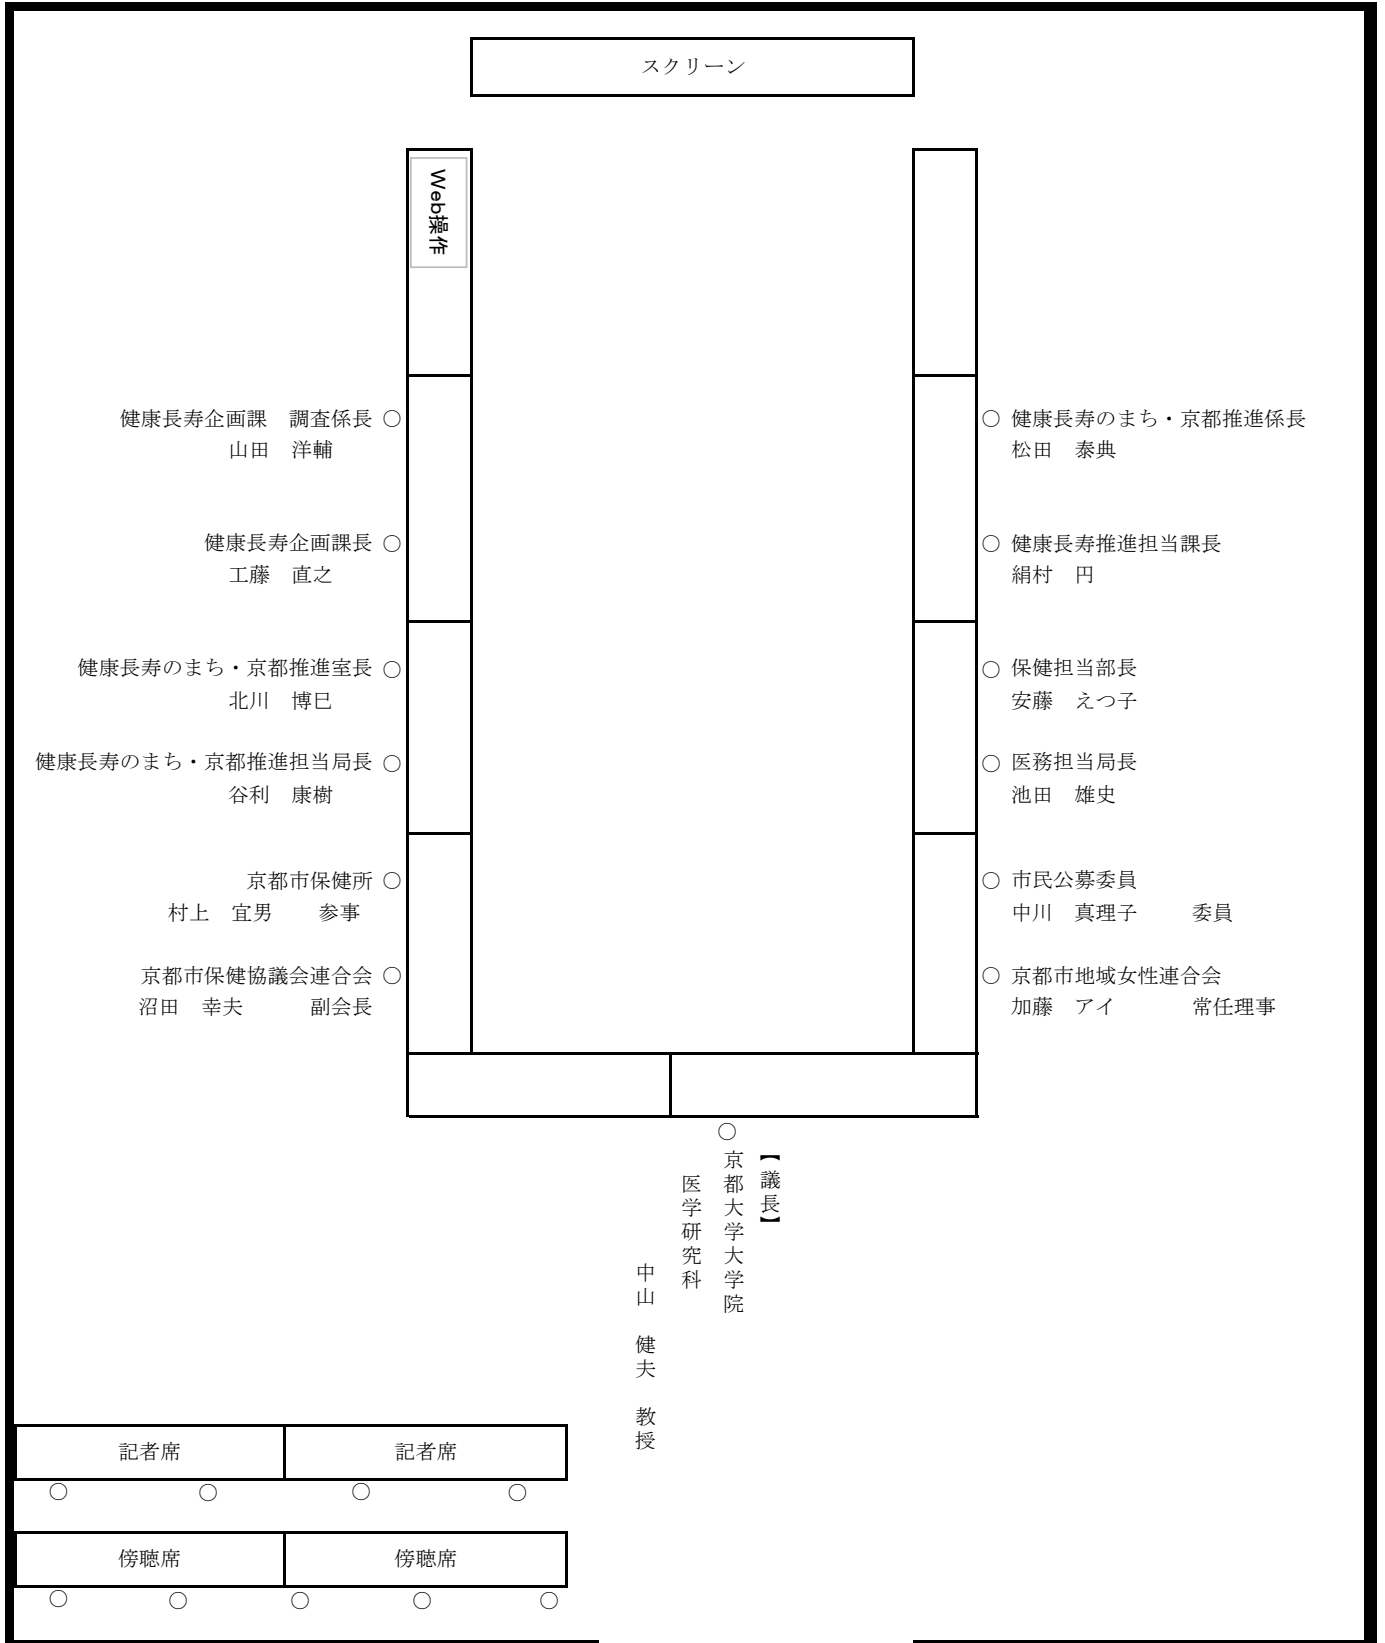 スクリーン
Web操作
健康長寿企画課　調査係長 ○
山田　洋輔
健康長寿企画課長 ○
工藤　直之
健康長寿のまち・京都推進室長 ○
北川　博巳
健康長寿のまち・京都推進担当局長 ○
谷利　康樹
京都市保健所 ○
村上　宜男　　参事
京都市保健協議会連合会 ○
沼田　幸夫　　　副会長
○ 健康長寿のまち・京都推進係長
松田　泰典
○ 健康長寿推進担当課長
絹村　円
○ 保健担当部長
安藤　えつ子
○ 医務担当局長
池田　雄史
○ 市民公募委員
中川　真理子　　委員
○ 京都市地域女性連合会
加藤　アイ　　　常任理事
○
【議長】
京都大学大学院
医学研究科
中山　健夫　教授
記者席　記者席
○　○　○　○
傍聴席　傍聴席
○　○　○　○　○